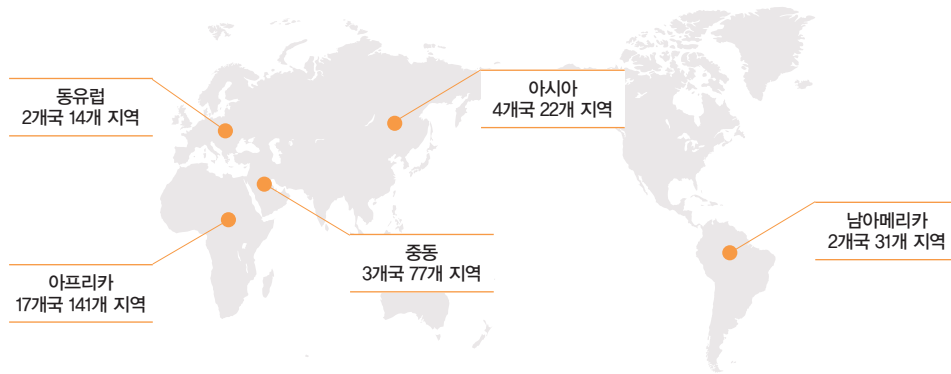 동유럽
2개국 14개 지역
아시아
4개국 22개 지역
남아메리카
2개국 31개 지역
중동
3개국 77개 지역
아프리카
17개국 141개 지역